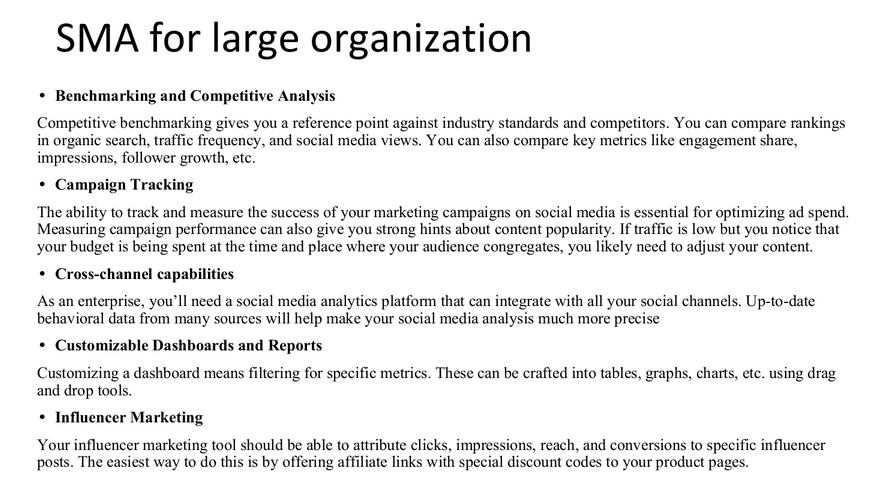 SMA for large organization
• Benchmarking and Competitive Analysis
Competitive benchmarking gives you a reference point against industry standards and competitors. You can compare rankings
in organic search, traffic frequency, and social media views. You can also compare key metrics like engagement share,
impressions, follower growth, etc.
• Campaign Tracking
The ability to track and measure the success of your marketing campaigns on social media is essential for optimizing ad spend.
Measuring campaign performance can also give you strong hints about content popularity. If traffic is low but you notice that
your budget is being spent at the time and place where your audience congregates, you likely need to adjust your content.
• Cross-channel capabilities
As an enterprise, you’ll need a social media analytics platform that can integrate with all your social channels. Up-to-date
behavioral data from many sources will help make your social media analysis much more precise
• Customizable Dashboards and Reports
Customizing a dashboard means filtering for specific metrics. These can be crafted into tables, graphs, charts, etc. using drag
and drop tools.
• Influencer Marketing
Your influencer marketing tool should be able to attribute clicks, impressions, reach, and conversions to specific influencer
posts. The easiest way to do this is by offering affiliate links with special discount codes to your product pages.